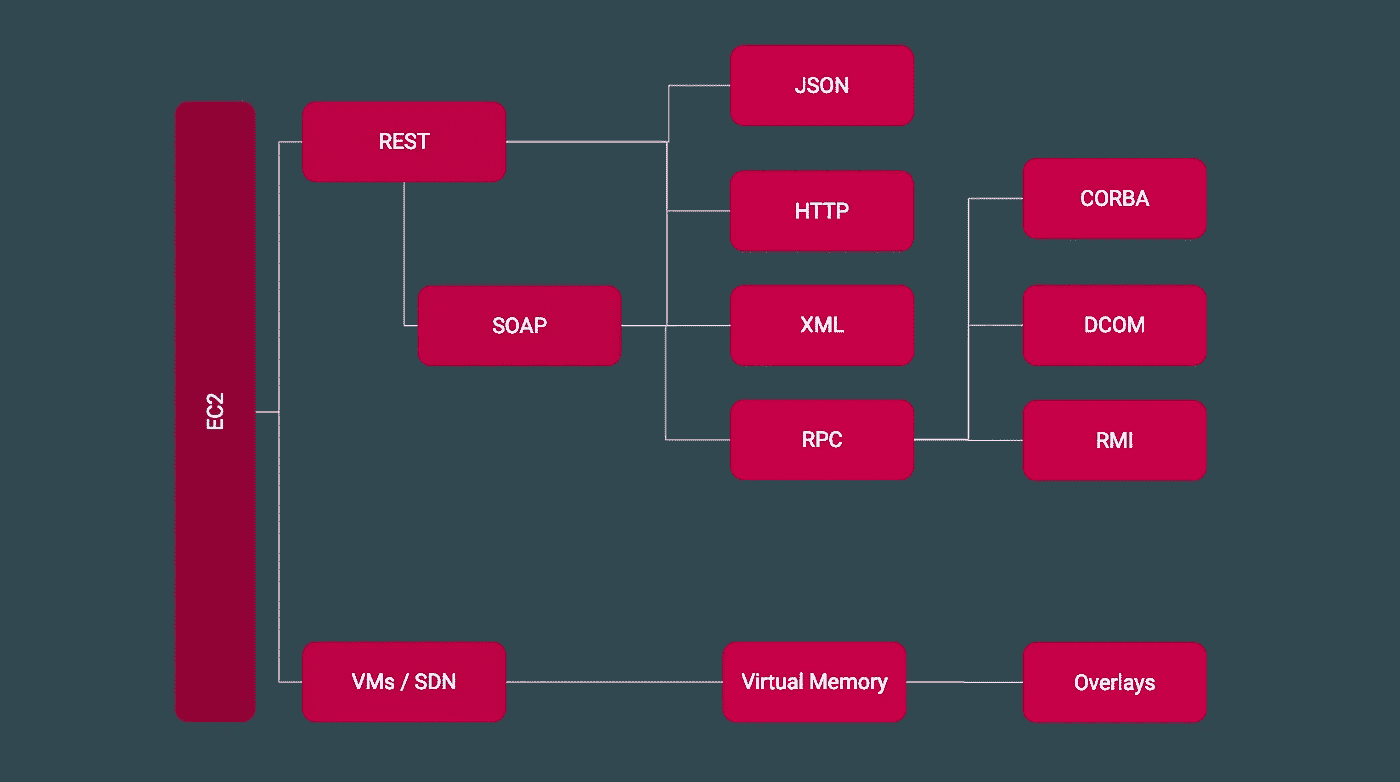 EC2
REST
SOAP
JSON
HTTP
XML
RPC
CORBA
DCOM
RMI
VMs / SDN
Virtual Memory
Overlays